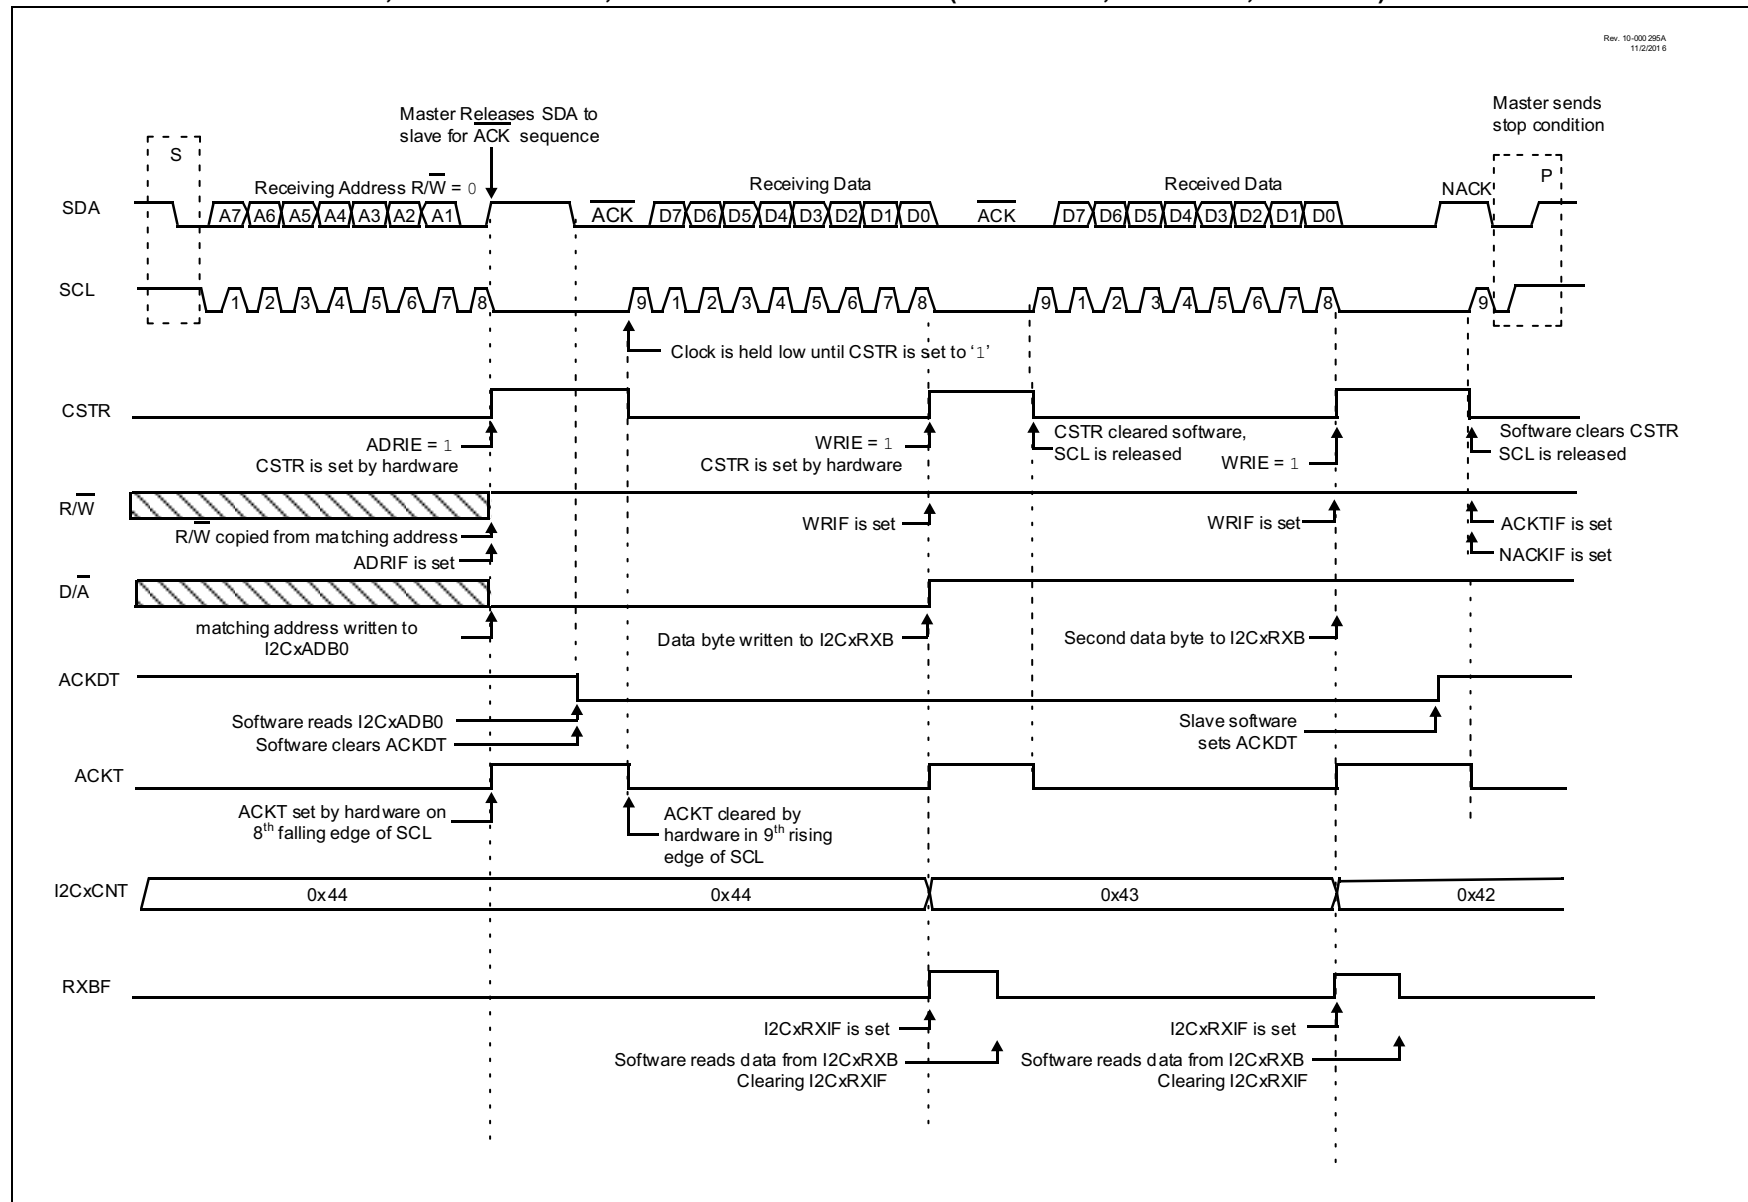 Rev. 10-000295A
11/2/2016
Master Releases SDA to
slave for ACK sequence
Master sends
stop condition
S
P
Receiving Address R/W = 0
Receiving Data
Received Data
NACK
SDA
A7 A6 A5 A4 A3 A2 A1
ACK
D7 D6 D5 D4 D3 D2 D1 D0
ACK
D7 D6 D5 D4 D3 D2 D1 D0
SCL
1 2 3 4 5 6 7 8 9 1 2 3 4 5 6 7 8 9 1 2 3 4 5 6 7 8 9
Clock is held low until CSTR is set to ‘1’
CSTR
ADRIE = 1
CSTR is set by hardware
WRIE = 1
CSTR is set by hardware
CSTR cleared software,
SCL is released
WRIE = 1
Software clears CSTR
SCL is released
R/W
R/W copied from matching address
ADRIF is set
WRIF is set
WRIF is set
ACKTIF is set
NACKIF is set
D/A
matching address written to
I2CxADB0
Data byte written to I2CxRXB
Second data byte to I2CxRXB
ACKDT
Software reads I2CxADB0
Software clears ACKDT
Slave software
sets ACKDT
ACKT
ACKT set by hardware on
8th falling edge of SCL
ACKT cleared by
hardware in 9th rising
edge of SCL
I2CxCNT
0x44
0x44
0x43
0x42
RXBF
I2CxRXIF is set
Software reads data from I2CxRXB
Clearing I2CxRXIF
I2CxRXIF is set
Software reads data from I2CxRXB
Clearing I2CxRXIF